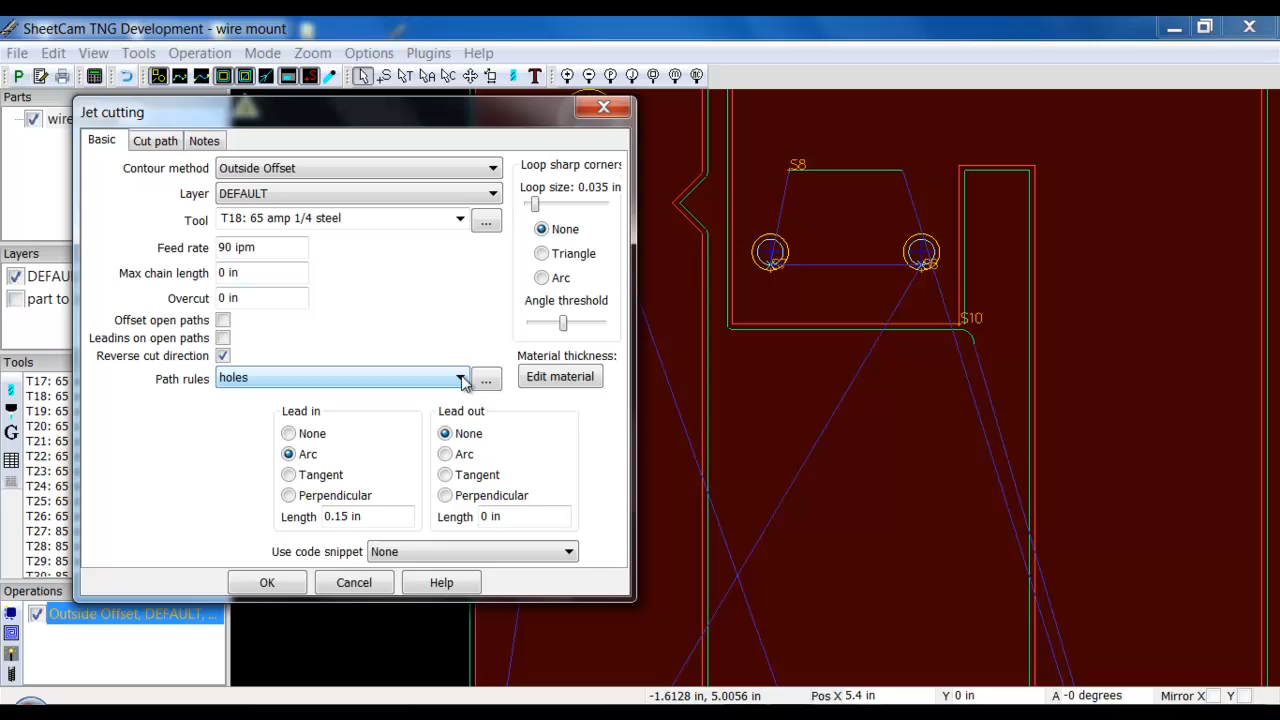 SheetCam TNG Development - wire mount
File Edit View Tools Operation Mode Zoom Options Plugins Help
P S T A C T P J
Parts
wire
Layers
DEFAU
part to
Tools
T17: 65
T18: 65
T19: 65
T20: 65
T21: 65
T22: 65
T23: 65
T24: 65
T25: 65
T26: 65
T27: 85
T28: 85
T29: 85
T30: 85
G
Operations
Outside Offset, DEFAULT, ...
Jet cutting
Basic Cut path Notes
Contour method Outside Offset
Layer DEFAULT
Tool T18: 65 amp 1/4 steel ...
Feed rate 90 ipm
Max chain length 0 in
Overcut 0 in
Offset open paths
Leadins on open paths
Reverse cut direction
Path rules holes ...
Loop sharp corners
Loop size: 0.035 in
None
Triangle
Arc
Angle threshold
Material thickness:
Edit material
Lead in
None
Arc
Tangent
Perpendicular
Length 0.15 in
Lead out
None
Arc
Tangent
Perpendicular
Length 0 in
Use code snippet None
OK Cancel Help
S8
S10
-1.6128 in, 5.0056 in Pos X 5.4 in Y 0 in A -0 degrees Mirror X Y